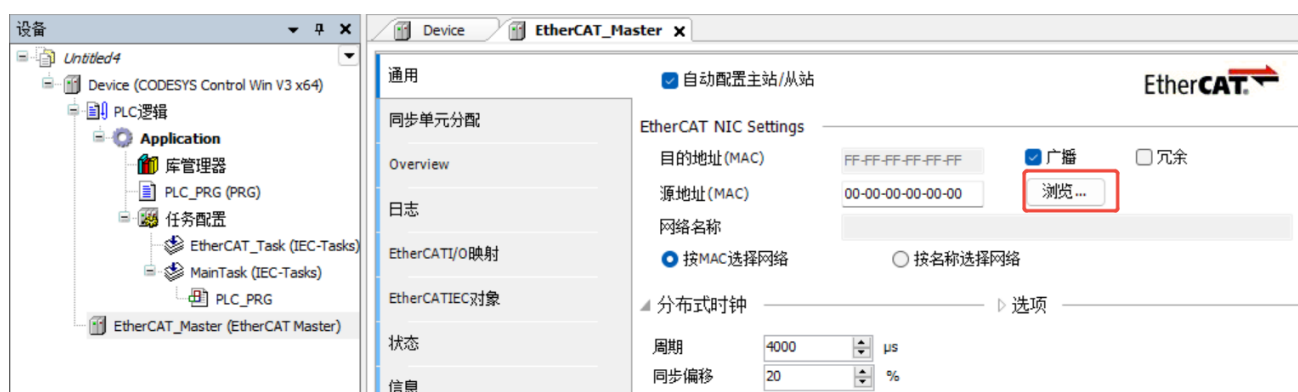 设备
Untitled4
Device (CODESYS Control Win V3 x64)
PLC逻辑
Application
库管理器
PLC_PRG (PRG)
任务配置
EtherCAT_Task (IEC-Tasks)
MainTask (IEC-Tasks)
PLC_PRG
EtherCAT_Master (EtherCAT Master)
Device
EtherCAT_Master
通用
同步单元分配
Overview
日志
EtherCATI/O映射
EtherCATIEC对象
状态
信息
自动配置主站/从站
EtherCAT.
EtherCAT NIC Settings
目的地址(MAC) FF-FF-FF-FF-FF-FF 广播 冗余
源地址(MAC) 00-00-00-00-00-00 浏览...
网络名称
按MAC选择网络 按名称选择网络
分布式时钟 选项
周期 4000 µs
同步偏移 20 %